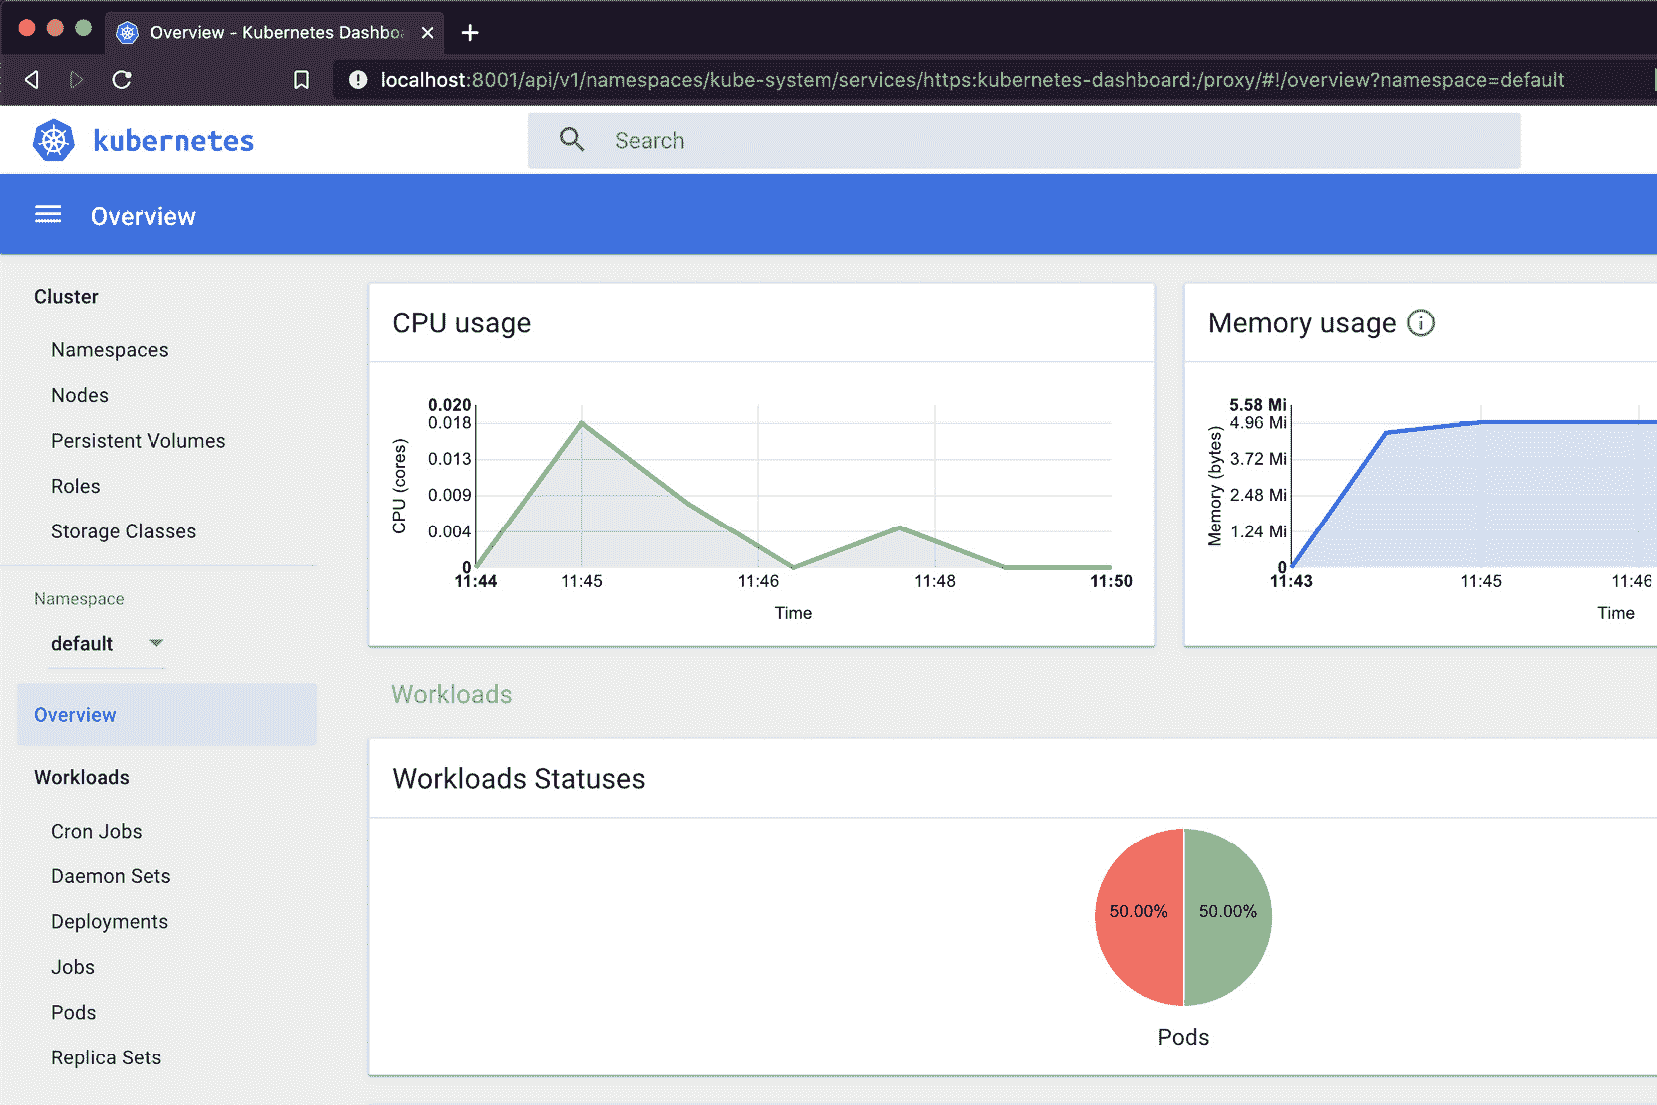 Overview - Kubernetes Dashbo
localhost:8001/api/v1/namespaces/kube-system/services/https:kubernetes-dashboard:/proxy/#!/overview?namespace=default
kubernetes
Search
Overview
Cluster
Namespaces
Nodes
Persistent Volumes
Roles
Storage Classes
Namespace
default
Overview
Workloads
Cron Jobs
Daemon Sets
Deployments
Jobs
Pods
Replica Sets
CPU usage
CPU (cores)
0.020
0.018
0.013
0.009
0.004
0
11:44 11:45 11:46 11:48 11:50
Time
Memory usage
Memory (bytes)
5.58 Mi
4.96 Mi
3.72 Mi
2.48 Mi
1.24 Mi
0
11:43 11:45 11:46
Time
Workloads
Workloads Statuses
50.00% 50.00%
Pods